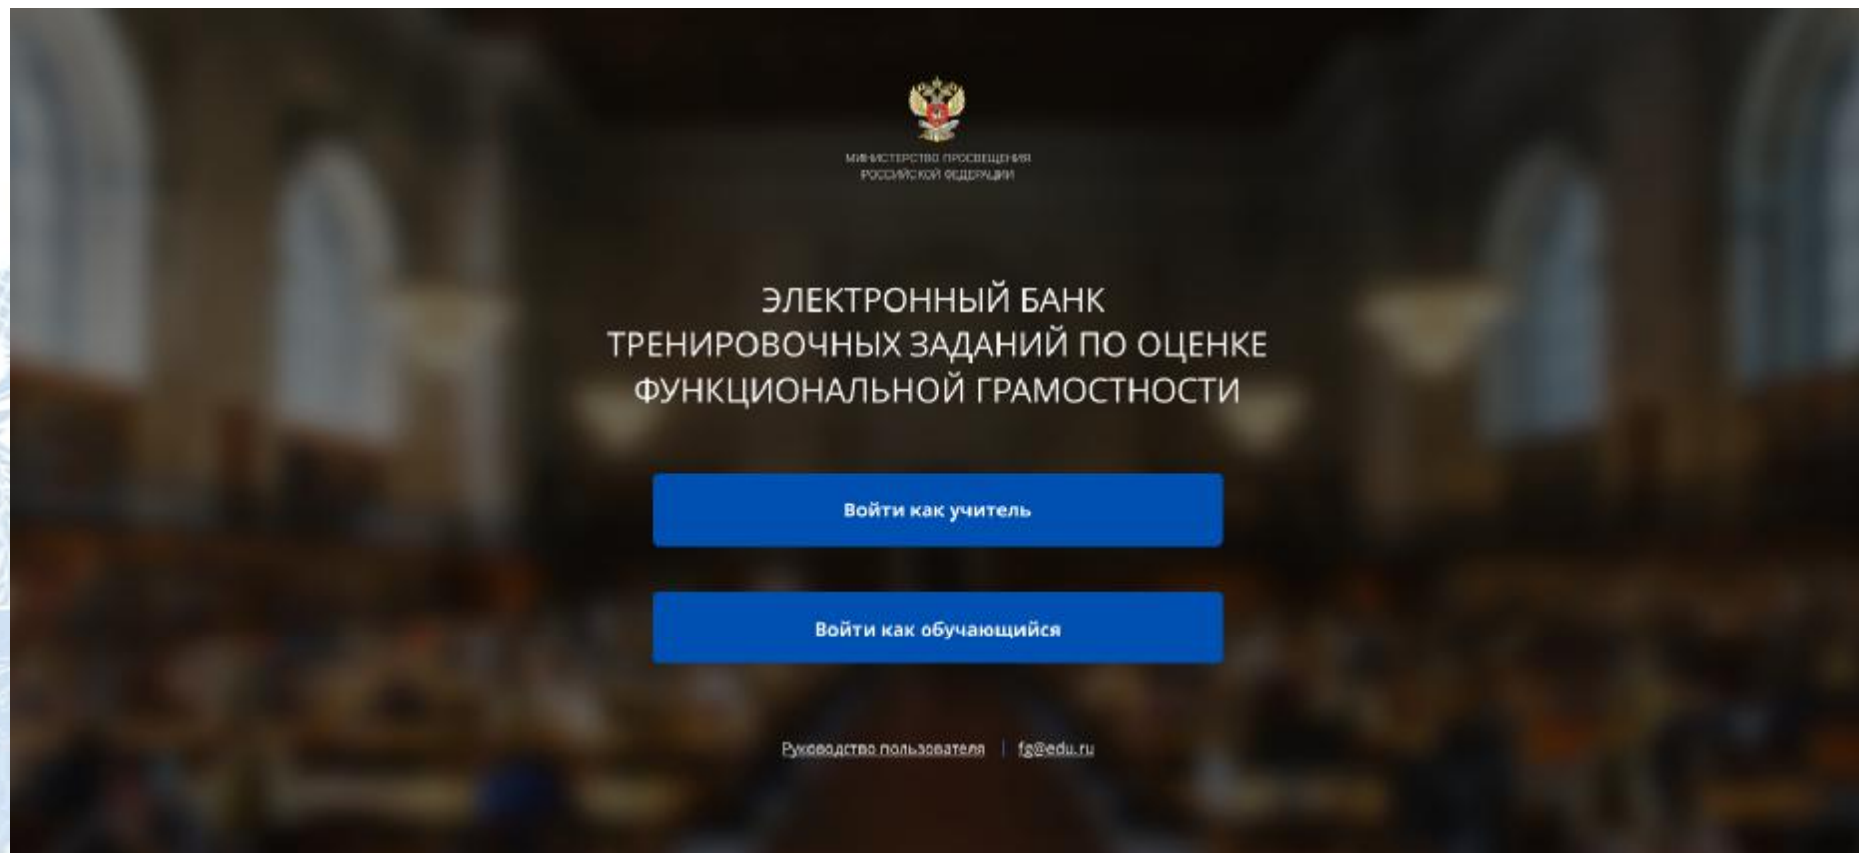 МИНИСТЕРСТВО ПРОСВЕЩЕНИЯ
РОССИЙСКОЙ ФЕДЕРАЦИИ
ЭЛЕКТРОННЫЙ БАНК
ТРЕНИРОВОЧНЫХ ЗАДАНИЙ ПО ОЦЕНКЕ
ФУНКЦИОНАЛЬНОЙ ГРАМОСТНОСТИ
Войти как учитель
Войти как обучающийся
Руководство пользователя | fg@edu.ru